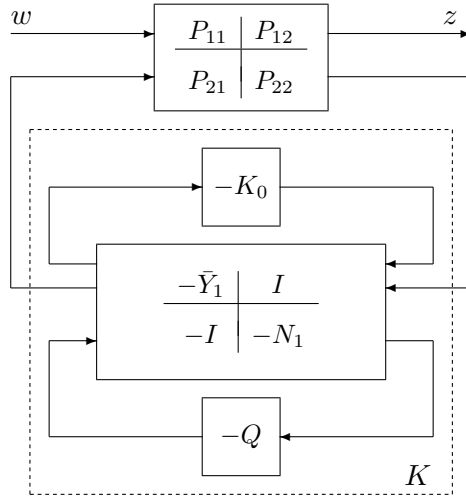 w z
P₁₁ P₁₂
P₂₁ P₂₂
−K₀
−Ȳ₁ I
−I −N₁
−Q
K